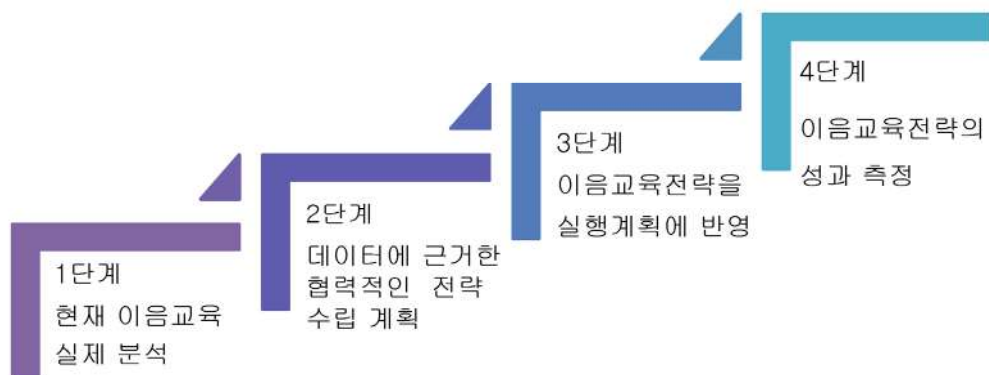 1단계
현재 이음교육
실제 분석
2단계
데이터에 근거한
협력적인 전략
수립 계획
3단계
이음교육전략을
실행계획에 반영
4단계
이음교육전략의
성과 측정